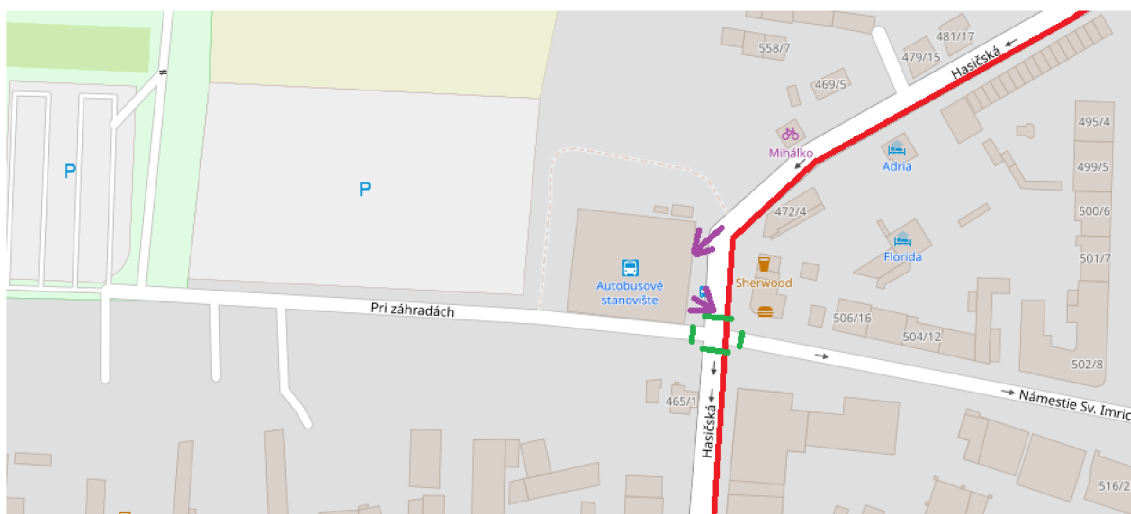 558/7
481/17
479/15
Hasičská
469/5
495/4
Mihálko
P
Adria
499/5
P
472/4
500/6
Florida
501/7
Autobusové
stanovište
Sherwood
Pri záhradách
506/16
504/12
502/8
465/1
Námestie Sv. Imric
Hasičská
516/2